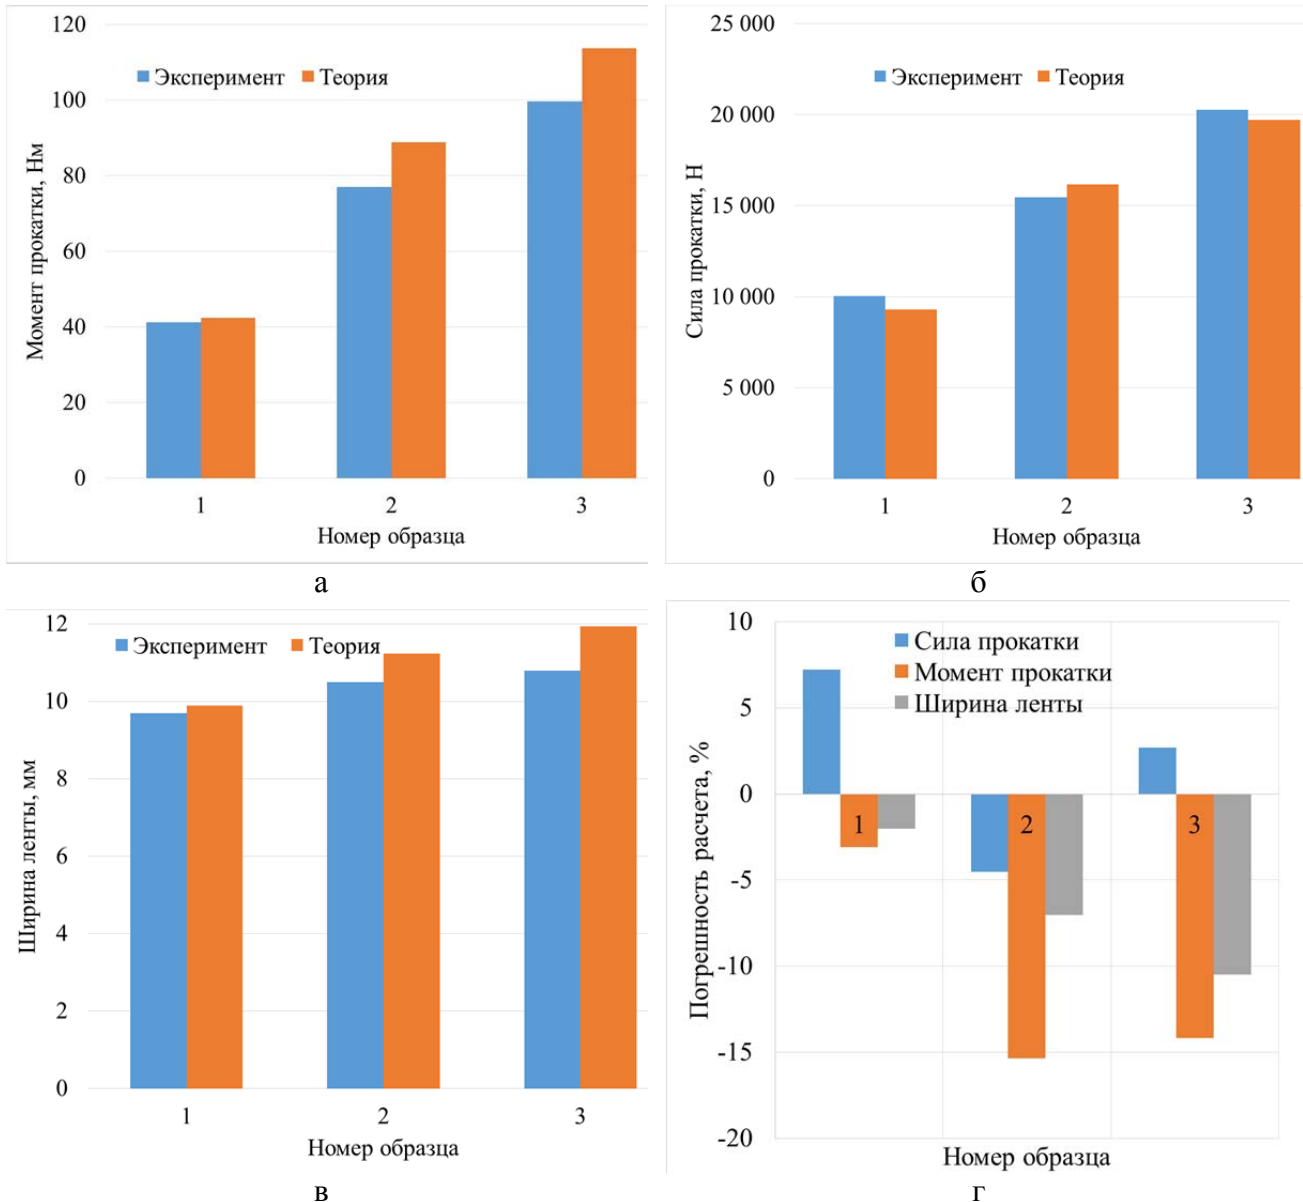 120
100
80
60
40
20
0
Момент прокатки, Нм
Эксперимент Теория
1 2 3
Номер образца
а
25 000
20 000
15 000
10 000
5 000
0
Сила прокатки, Н
Эксперимент Теория
1 2 3
Номер образца
б
12
10
8
6
4
2
0
Ширина ленты, мм
Эксперимент Теория
1 2 3
Номер образца
в
10
5
0
-5
-10
-15
-20
Погрешность расчета, %
Сила прокатки
Момент прокатки
Ширина ленты
1 2 3
Номер образца
г